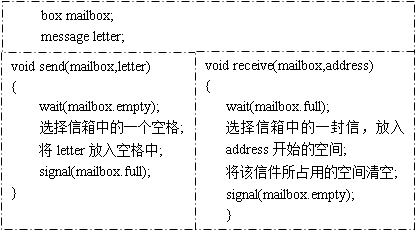 box mailbox;
message letter;
void send(mailbox,letter)
{
wait(mailbox.empty);
选择信箱中的一个空格;
将 letter 放入空格中;
signal(mailbox.full);
}
void receive(mailbox,address)
{
wait(mailbox.full);
选择信箱中的一封信，放入
address 开始的空间;
将该信件所占用的空间清空;
signal(mailbox.empty);
}